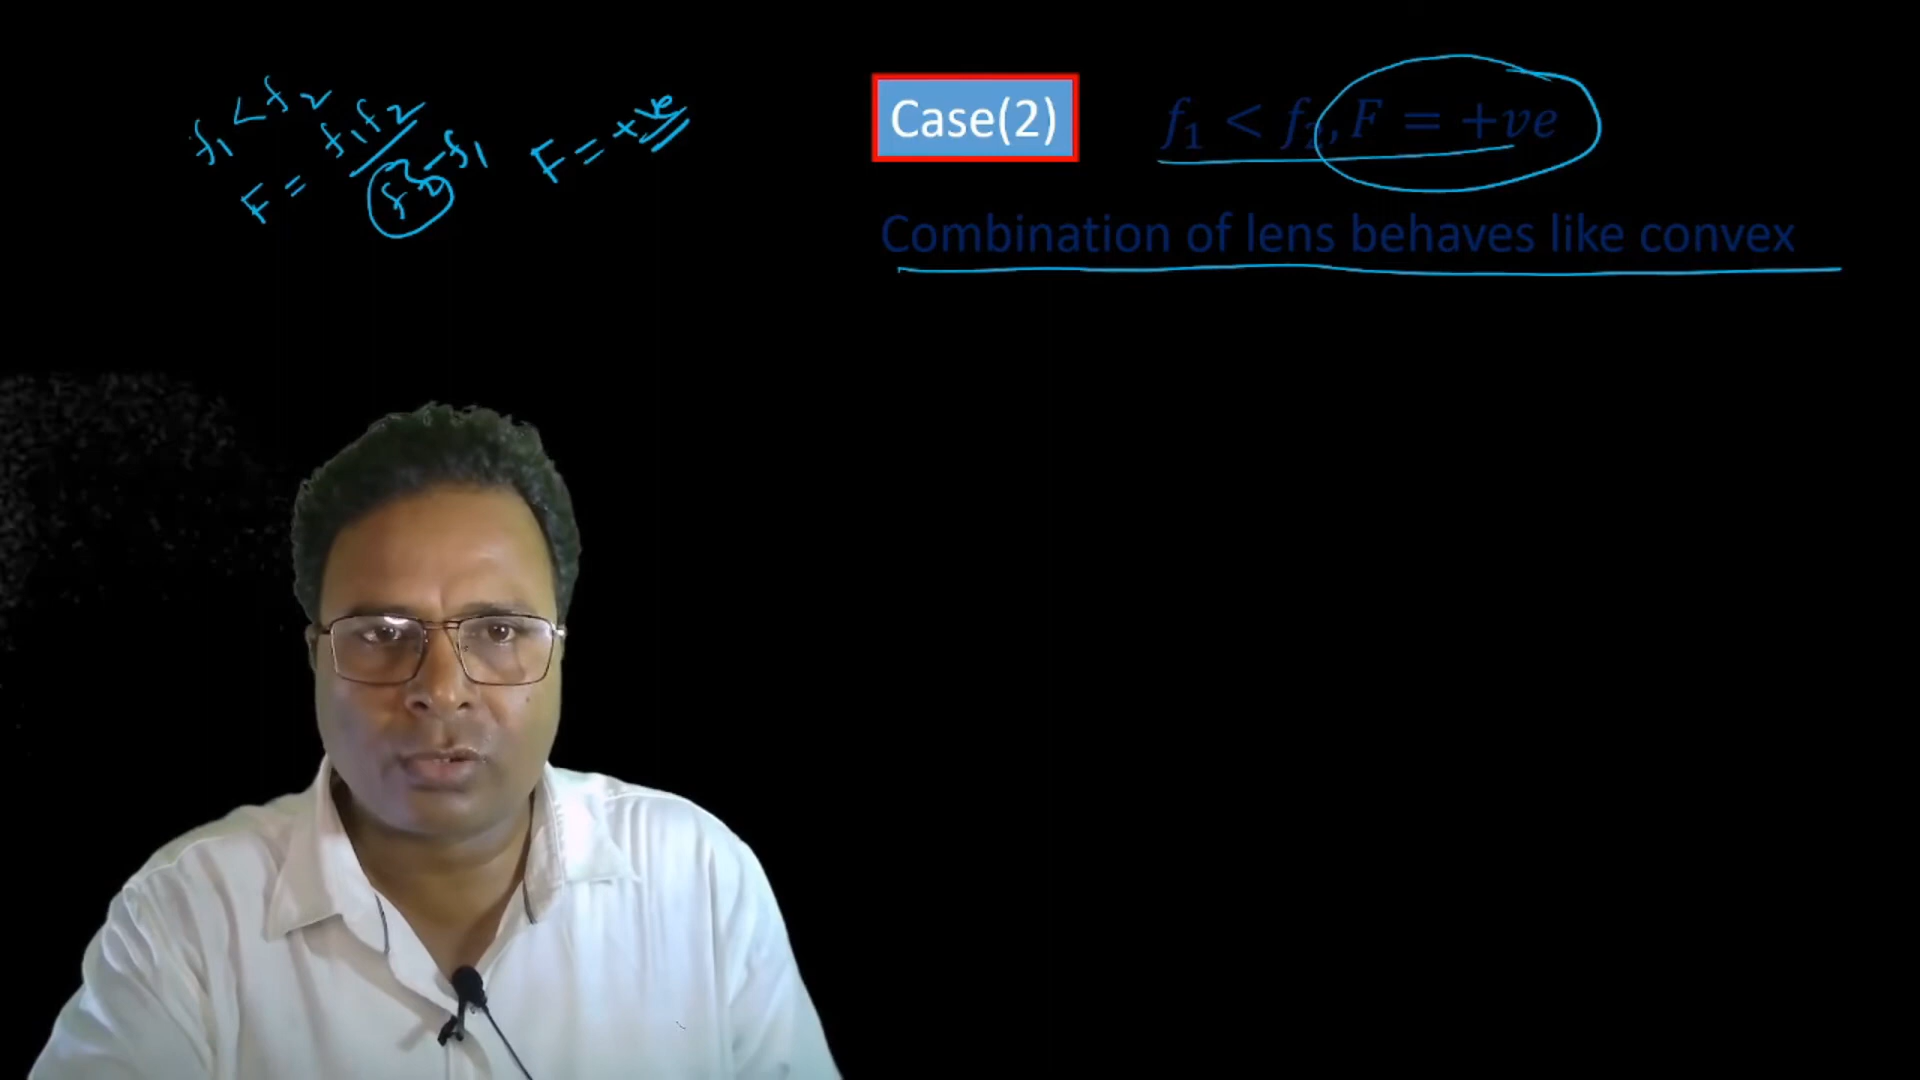 f₁ < f₂
F = f₁f₂ / f₂ - f₁
F = +ve
Case(2)
f₁ < f₂, F = +ve
Combination of lens behaves like convex